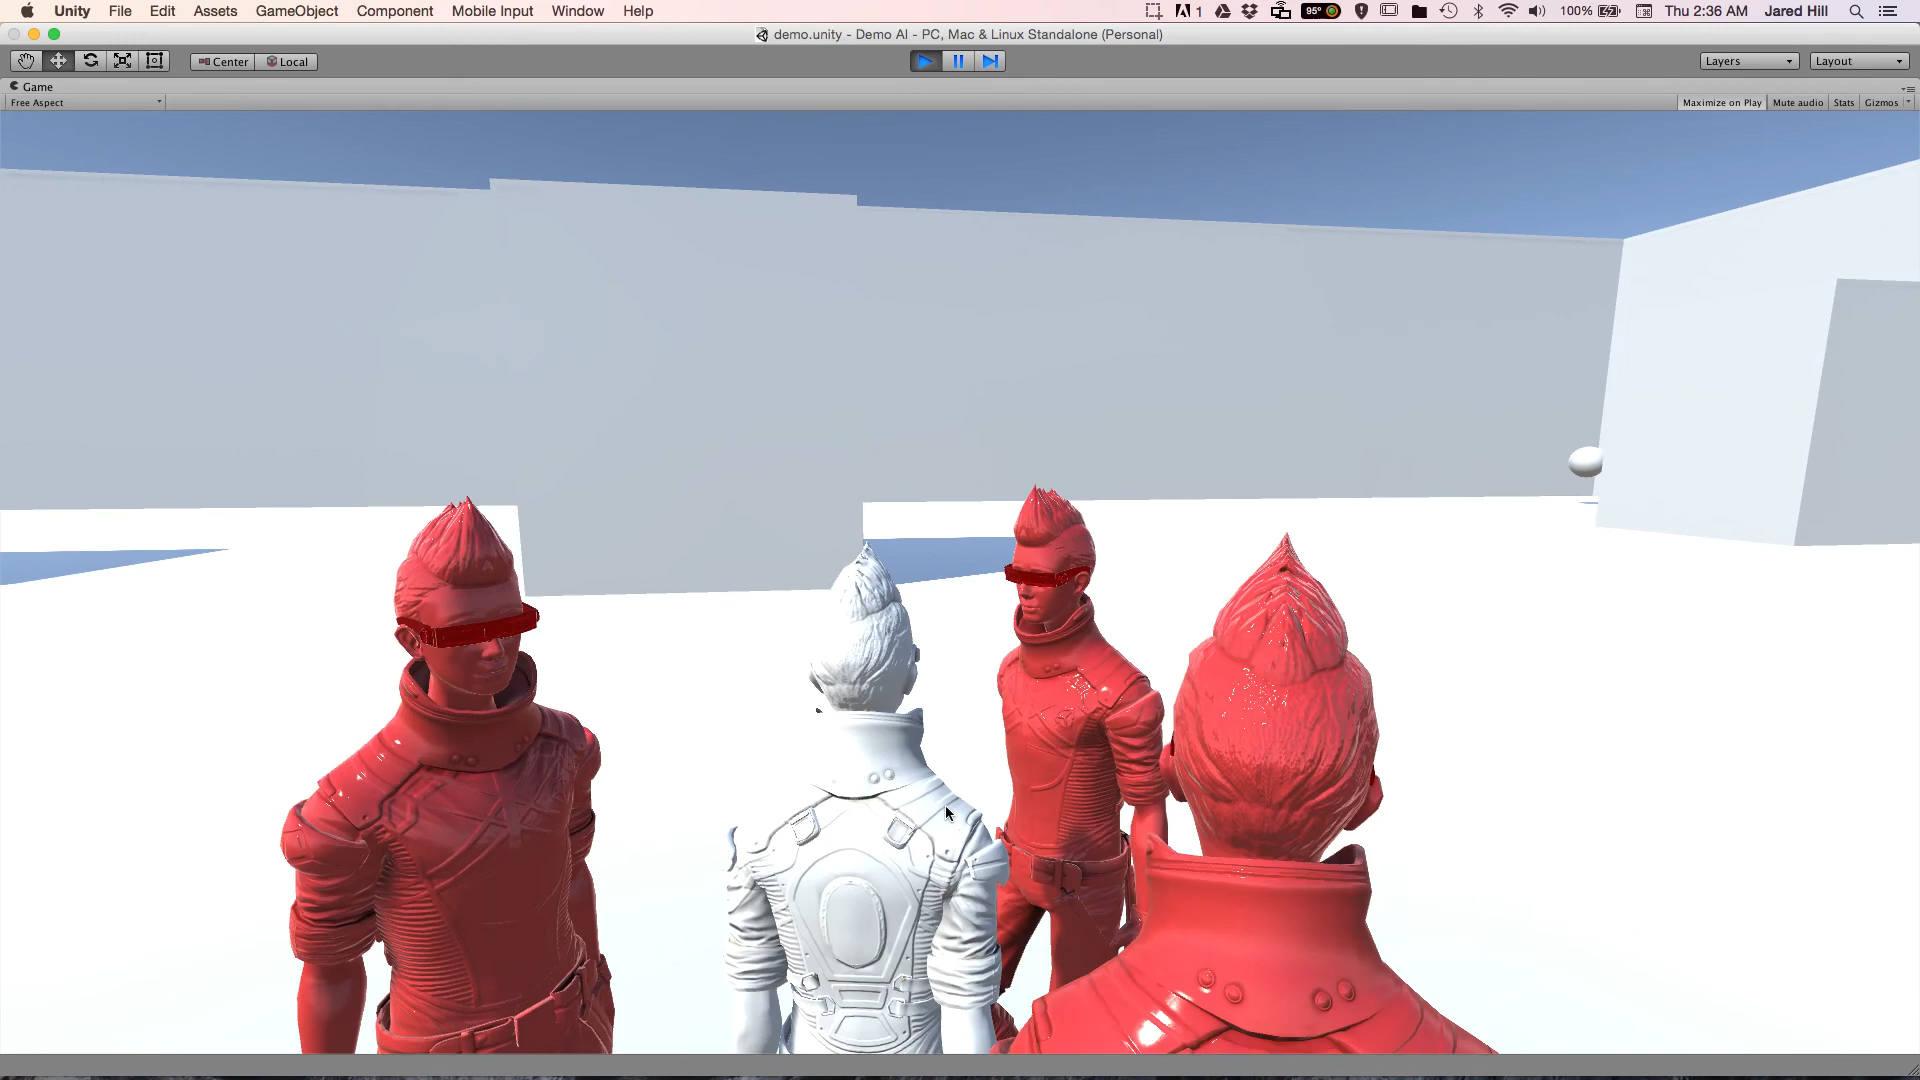 Unity File Edit Assets GameObject Component Mobile Input Window Help 1 95° 100% Thu 2:36 AM Jared Hill
demo.unity - Demo AI - PC, Mac & Linux Standalone (Personal)
Center Local Layers Layout
Game
Free Aspect Maximize on Play Mute audio Stats Gizmos